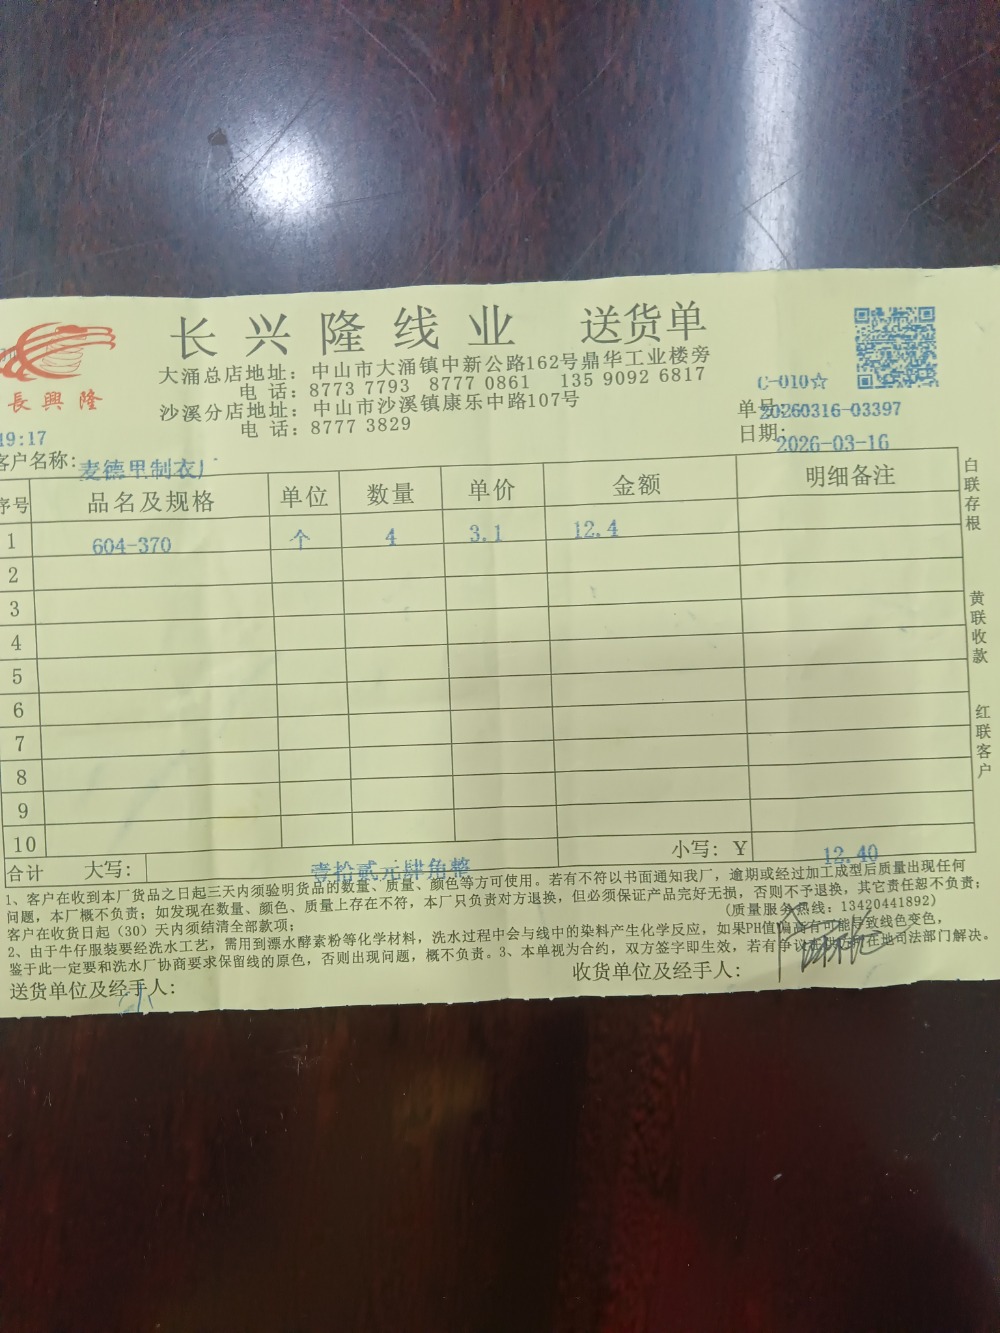 长兴隆线业 送货单
長興隆
大涌总店地址：中山市大涌镇中新公路162号鼎华工业楼旁
电 话：8773 7793 8777 0861 135 9092 6817
沙溪分店地址：中山市沙溪镇康乐中路107号
电 话：8777 3829
C-010☆
单号:20260316-03397
日期:2026-03-16
19:17
客户名称：麦德甲制衣厂
序号 品名及规格 单位 数量 单价 金额 明细备注
1 604-370 个 4 3.1 12.4
2
3
4
5
6
7
8
9
10
合计 大写： 壹拾贰元肆角整 小写：Y 12.40
白联存根
黄联收款
红联客户
1、客户在收到本厂货品之日起三天内须验明货品的数量、质量、颜色等方可使用。若有不符以书面通知我厂，逾期或经过加工成型后质量出现任何
问题，本厂概不负责；如发现在数量、颜色、质量上存在不符，本厂只负责对方退换，但必须保证产品完好无损，否则不予退换，其它责任恕不负责；
客户在收货日起（30）天内须结清全部款项； (质量服务热线：13420441892)
2、由于牛仔服装要经洗水工艺，需用到漂水酵素粉等化学材料，洗水过程中会与线中的染料产生化学反应，如果PH值偏高有可能导致线色变色，
鉴于此一定要和洗水厂协商要求保留线的原色，否则出现问题，概不负责。3、本单视为合约，双方签字即生效，若有争议在地司法部门解决。
送货单位及经手人：
收货单位及经手人：